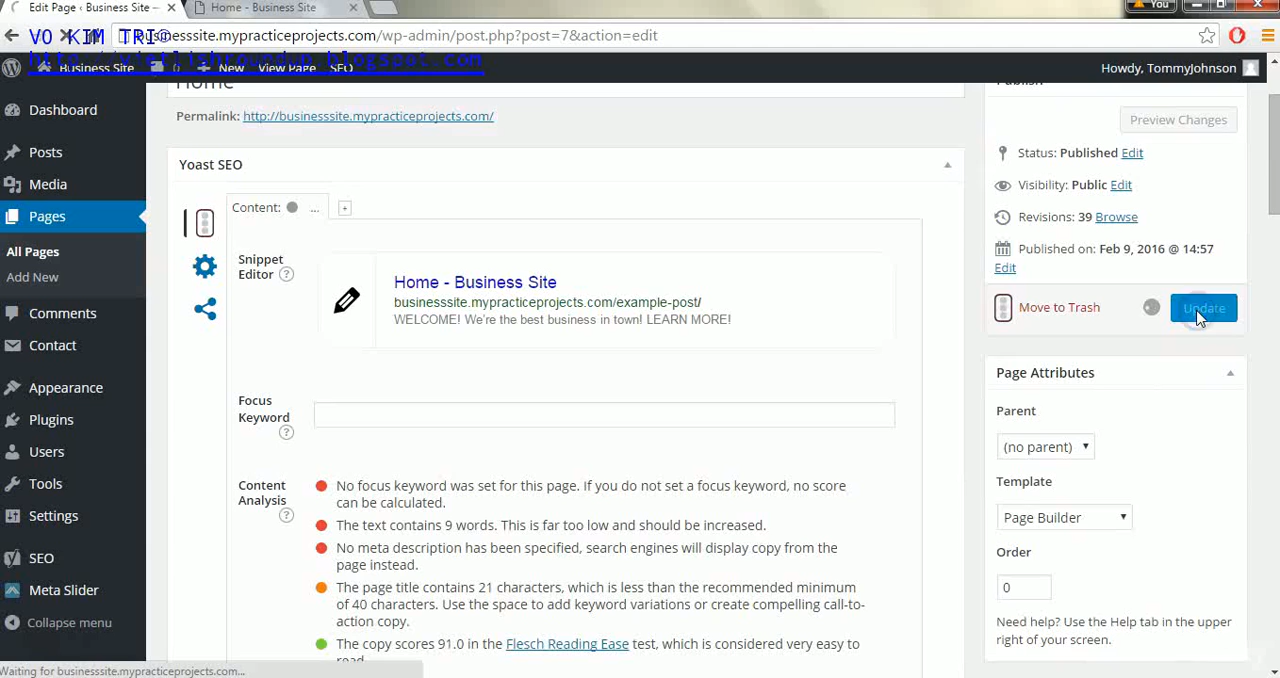 Edit Page ‹ Business Site –
Home - Business Site
You
VO KIM TRI
businesssite.mypracticeprojects.com/wp-admin/post.php?post=7&action=edit
Business Site
0
New
View Page
SEO
Howdy, TommyJohnson
Dashboard
Posts
Media
Pages
All Pages
Add New
Comments
Contact
Appearance
Plugins
Users
Tools
Settings
SEO
Meta Slider
Collapse menu
Home
Permalink: http://businesssite.mypracticeprojects.com/
Yoast SEO
Content: ...
+
Snippet
Editor ?
Home - Business Site
businesssite.mypracticeprojects.com/example-post/
WELCOME! We're the best business in town! LEARN MORE!
Focus
Keyword
?
Content
Analysis
?
No focus keyword was set for this page. If you do not set a focus keyword, no score
can be calculated.
The text contains 9 words. This is far too low and should be increased.
No meta description has been specified, search engines will display copy from the
page instead.
The page title contains 21 characters, which is less than the recommended minimum
of 40 characters. Use the space to add keyword variations or create compelling call-to-
action copy.
The copy scores 91.0 in the Flesch Reading Ease test, which is considered very easy to
read.
Publish
Preview Changes
Status: Published Edit
Visibility: Public Edit
Revisions: 39 Browse
Published on: Feb 9, 2016 @ 14:57
Edit
Move to Trash
Update
Page Attributes
Parent
(no parent)
Template
Page Builder
Order
0
Need help? Use the Help tab in the upper
right of your screen.
Waiting for businesssite.mypracticeprojects.com...